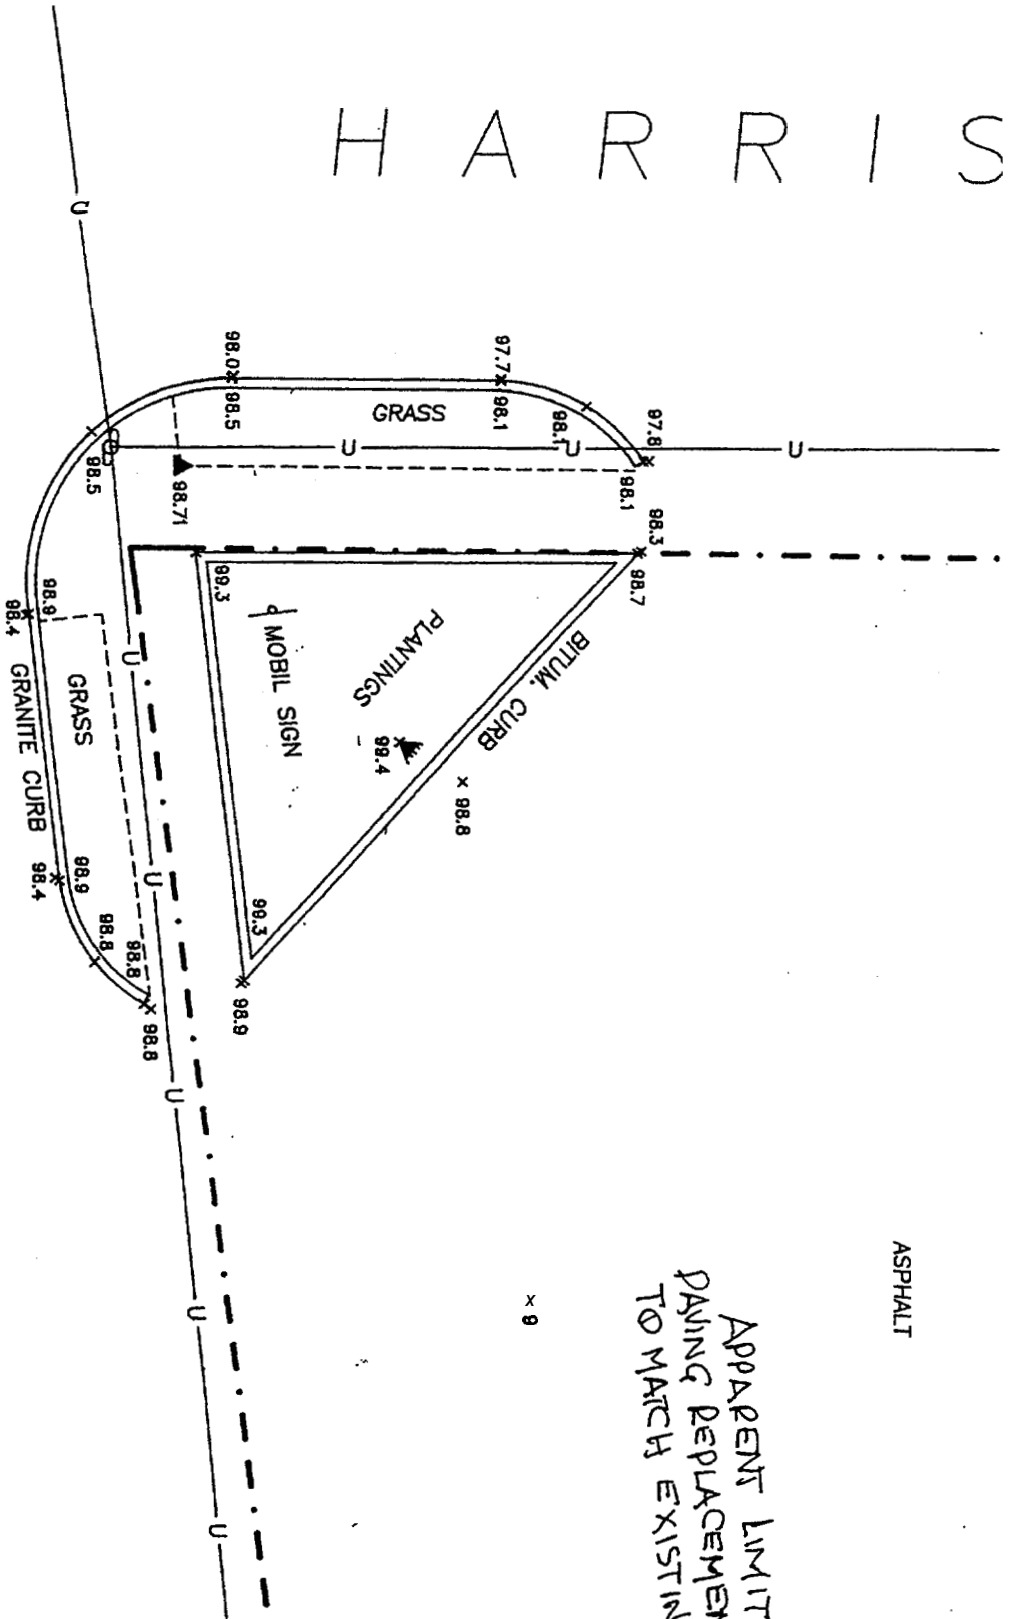 HARRIS
U
98.0
98.5
97.7
98.1
GRASS
98.1
97.8
98.1
U
U
U
98.5
98.71
98.3
98.7
99.3
MOBIL SIGN
PLANTINGS
BITUM. CURB
99.4
98.8
99.3
98.9
98.9
98.4
GRANITE CURB
GRASS
U
U
98.4
98.9
98.8
98.8
98.8
U
U
U
ASPHALT
x 9
APPARENT LIMIT
PAVING REPLACEMEN
TO MATCH EXISTIN